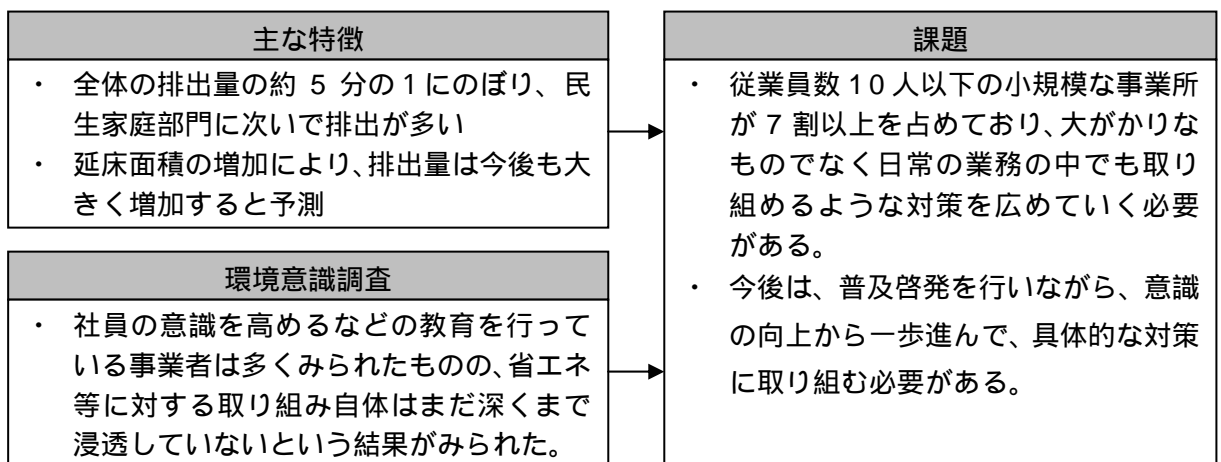 主な特徴
・ 全体の排出量の約 5 分の1にのぼり、民
生家庭部門に次いで排出が多い
・ 延床面積の増加により、排出量は今後も大
きく増加すると予測
環境意識調査
・ 社員の意識を高めるなどの教育を行って
いる事業者は多くみられたものの、省エネ
等に対する取り組み自体はまだ深くまで
浸透していないという結果がみられた。
課題
・ 従業員数10人以下の小規模な事業所
が 7 割以上を占めており、大がかりな
ものでなく日常の業務の中でも取り
組めるような対策を広めていく必要
がある。
・ 今後は、普及啓発を行いながら、意識
の向上から一歩進んで、具体的な対策
に取り組む必要がある。